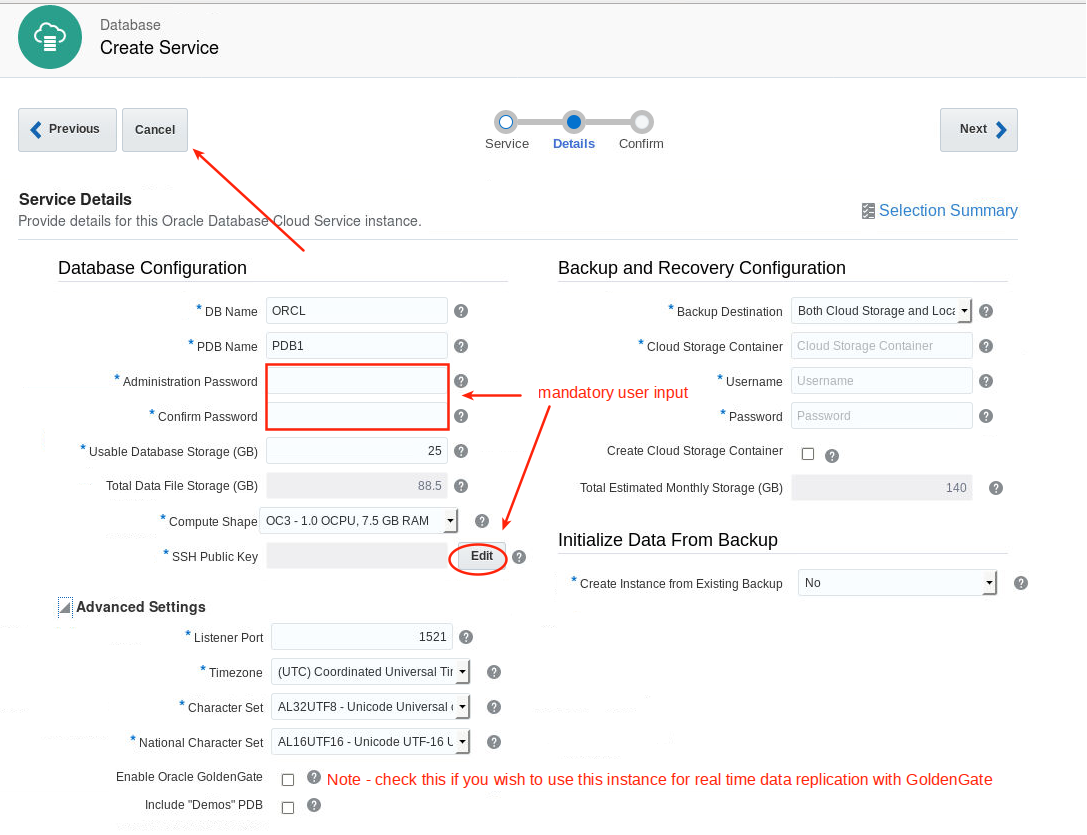 Database
Create Service
Previous
Cancel
Service
Details
Confirm
Next
Service Details
Provide details for this Oracle Database Cloud Service instance.
Selection Summary
Database Configuration
* DB Name ORCL ?
* PDB Name PDB1 ?
* Administration Password ?
* Confirm Password ?
mandatory user input
* Usable Database Storage (GB) 25 ?
Total Data File Storage (GB) 88.5 ?
* Compute Shape OC3 - 1.0 OCPU, 7.5 GB RAM ?
* SSH Public Key Edit ?
Advanced Settings
* Listener Port 1521 ?
* Timezone (UTC) Coordinated Universal Tir ?
* Character Set AL32UTF8 - Unicode Universal ?
* National Character Set AL16UTF16 - Unicode UTF-16 U ?
Enable Oracle GoldenGate ? Note - check this if you wish to use this instance for real time data replication with GoldenGate
Include "Demos" PDB ?
Backup and Recovery Configuration
* Backup Destination Both Cloud Storage and Loca ?
* Cloud Storage Container Cloud Storage Container ?
* Username Username ?
* Password Password ?
Create Cloud Storage Container ?
Total Estimated Monthly Storage (GB) 140 ?
Initialize Data From Backup
* Create Instance from Existing Backup No ?